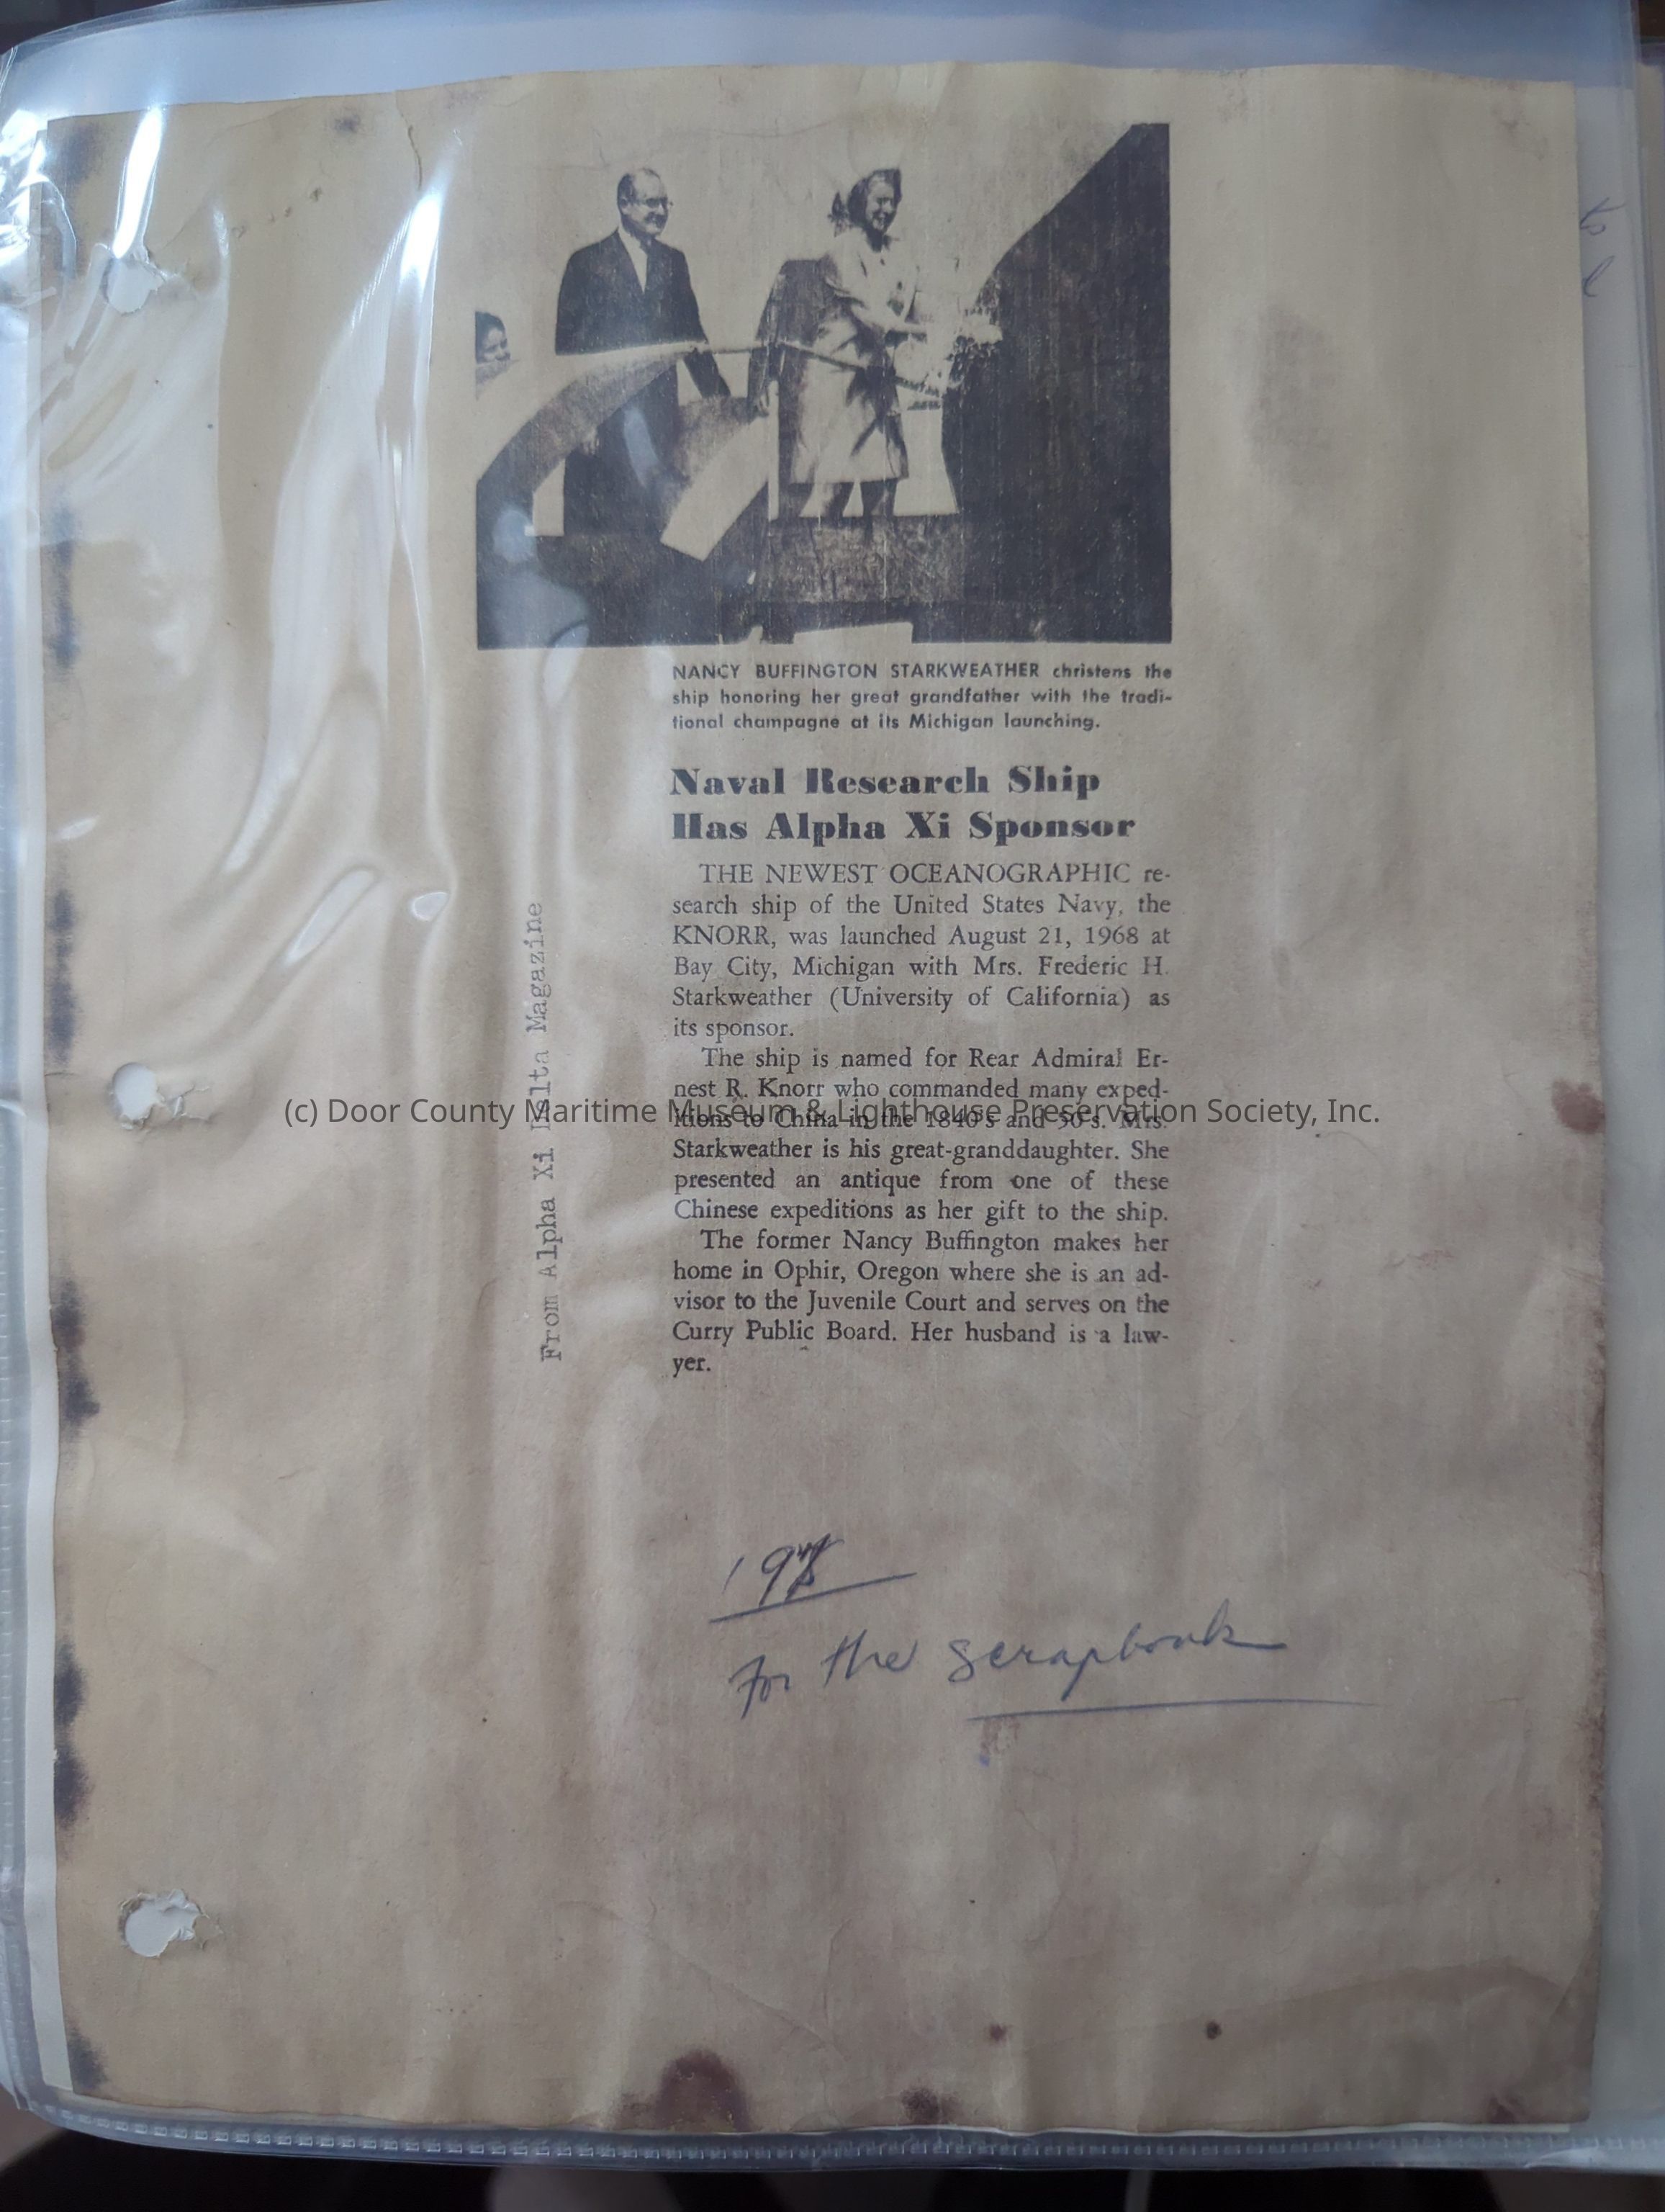 NANCY BUFFINGTON STARKWEATHER christens the
ship honoring her great grandfather with the tradi-
tional champagne at its Michigan launching.
Naval Research Ship
Has Alpha Xi Sponsor
THE NEWEST OCEANOGRAPHIC re-
search ship of the United States Navy, the
KNORR, was launched August 21, 1968 at
Bay City, Michigan with Mrs. Frederic H.
Starkweather (University of California) as
its sponsor.
The ship is named for Rear Admiral Er-
nest R. Knorr who commanded many exped-
itions to China in the 1840's and 50's. Mrs.
Starkweather is his great-granddaughter. She
presented an antique from one of these
Chinese expeditions as her gift to the ship.
The former Nancy Buffington makes her
home in Ophir, Oregon where she is an ad-
visor to the Juvenile Court and serves on the
Curry Public Board. Her husband is a law-
yer.
From Alpha Xi Magazine
(c) Door County Maritime Museum & Lighthouse Preservation Society, Inc.
For the scrapbook
to